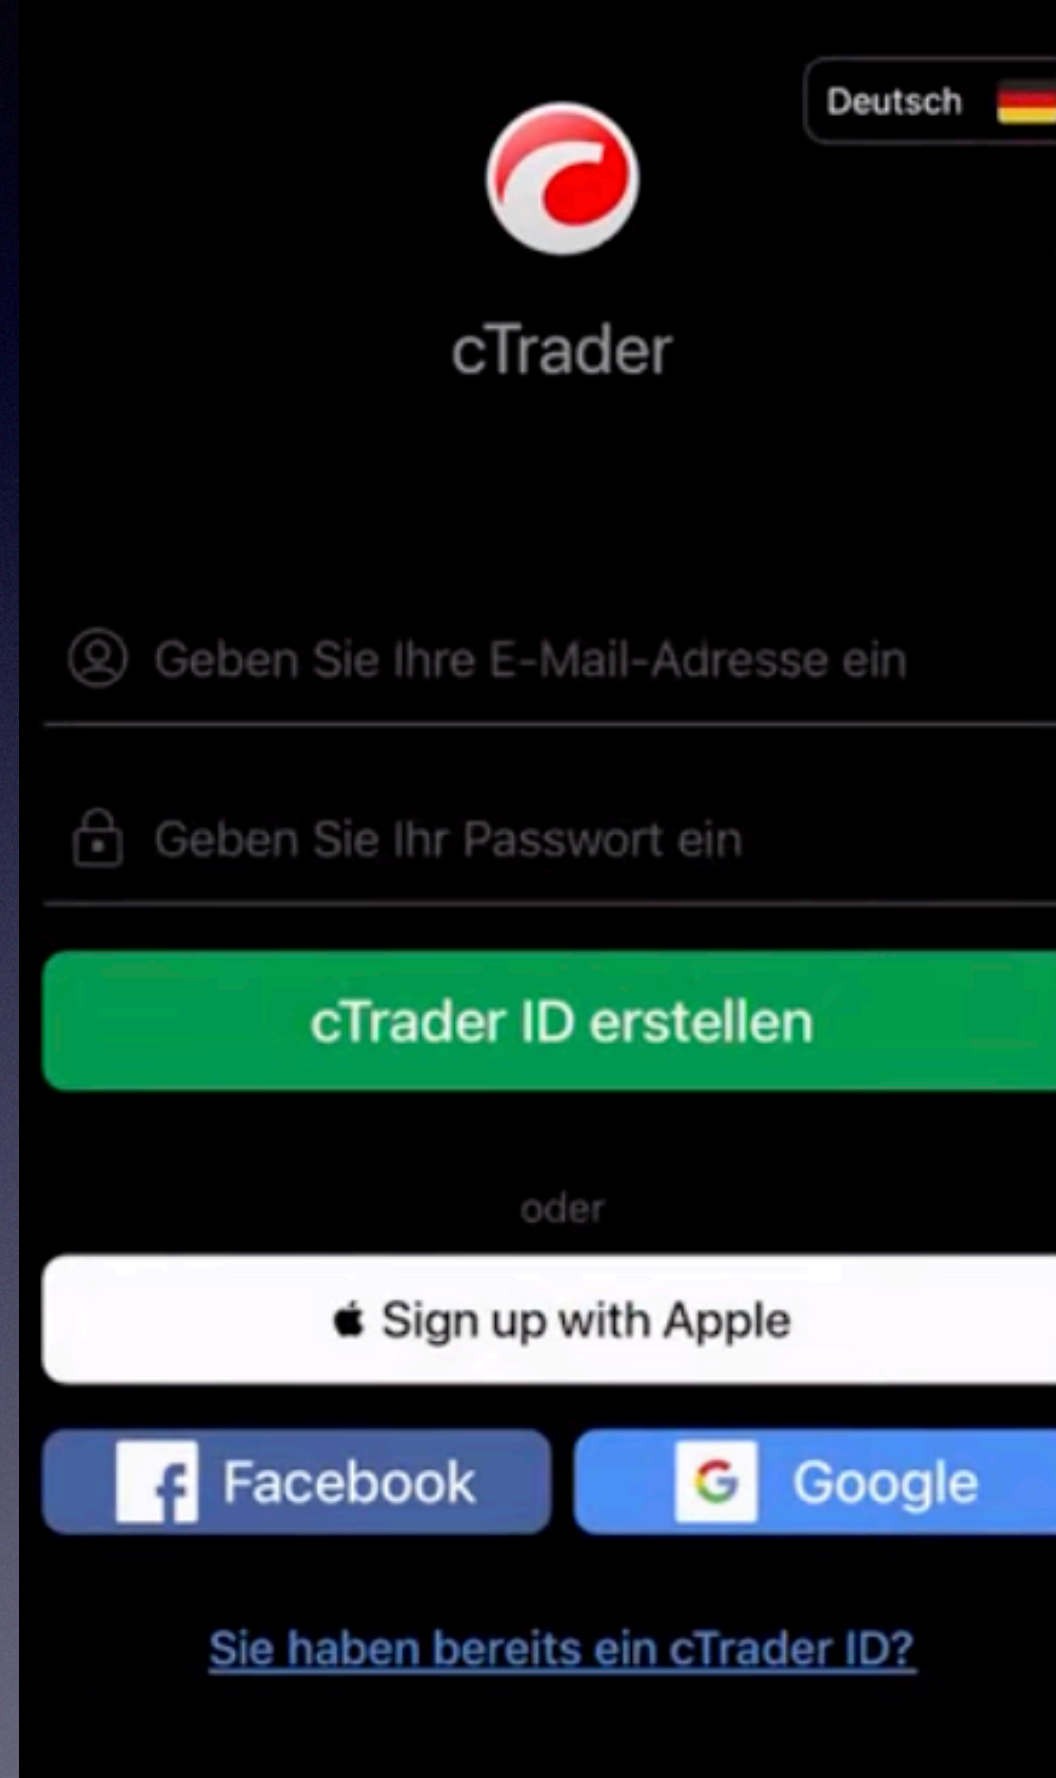 Deutsch
cTrader
Geben Sie Ihre E-Mail-Adresse ein
Geben Sie Ihr Passwort ein
cTrader ID erstellen
oder
Sign up with Apple
Facebook
Google
Sie haben bereits ein cTrader ID?